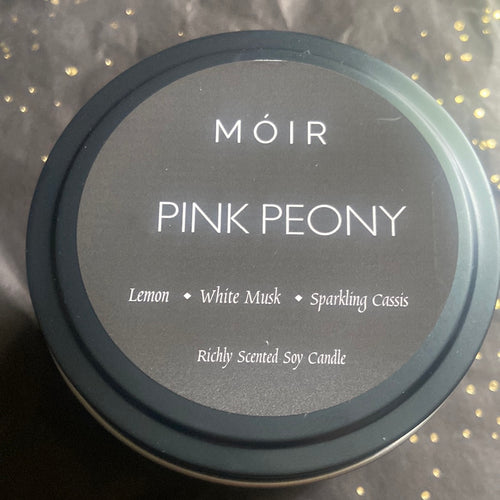 MÓIR
PINK PEONY
Lemon ◆ White Musk ◆ Sparkling Cassis
Richly Scented Soy Candle